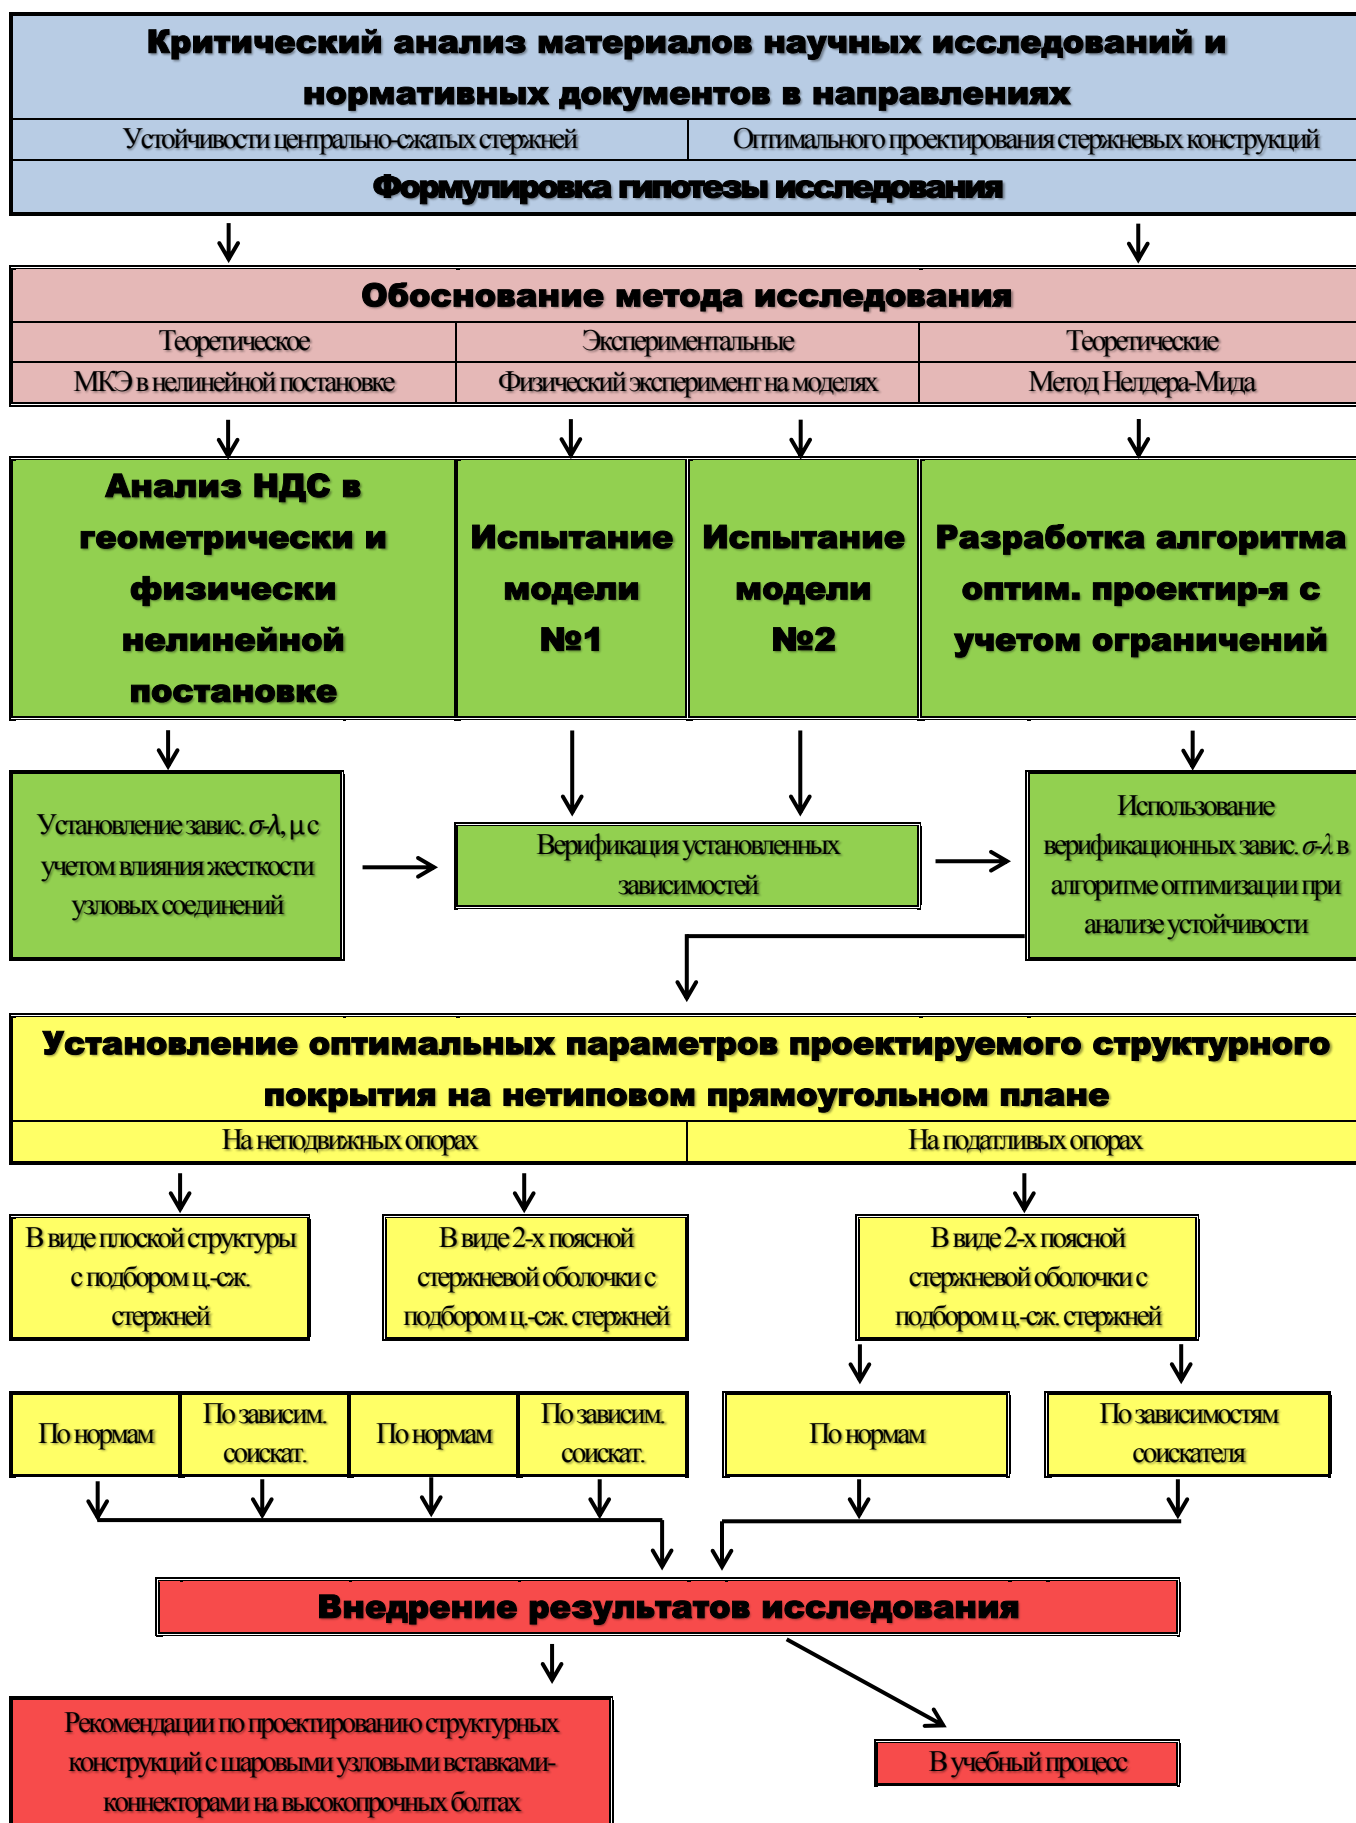 Критический анализ материалов научных исследований и
нормативных документов в направлениях
Устойчивости центрально-сжатых стержней
Оптимального проектирования стержневых конструкций
Формулировка гипотезы исследования
Обоснование метода исследования
Теоретическое
Экспериментальные
Теоретические
МКЭ в нелинейной постановке
Физический эксперимент на моделях
Метод Нелдера-Мида
Анализ НДС в
геометрически и
физически
нелинейной
постановке
Испытание
модели
№1
Испытание
модели
№2
Разработка алгоритма
оптим. проектир-я с
учетом ограничений
Установление завис. σ-λ, μ с
учетом влияния жесткости
узловых соединений
Верификация установленных
зависимостей
Использование
верификационных завис. σ-λ в
алгоритме оптимизации при
анализе устойчивости
Установление оптимальных параметров проектируемого структурного
покрытия на нетиповом прямоугольном плане
На неподвижных опорах
На податливых опорах
В виде плоской структуры
с подбором ц.-сж.
стержней
В виде 2-х поясной
стержневой оболочки с
подбором ц.-сж. стержней
В виде 2-х поясной
стержневой оболочки с
подбором ц.-сж. стержней
По нормам
По зависим.
соискат.
По нормам
По зависим.
соискат.
По нормам
По зависимостям
соискателя
Внедрение результатов исследования
Рекомендации по проектированию структурных
конструкций с шаровыми узловыми вставками-
коннекторами на высокопрочных болтах
В учебный процесс